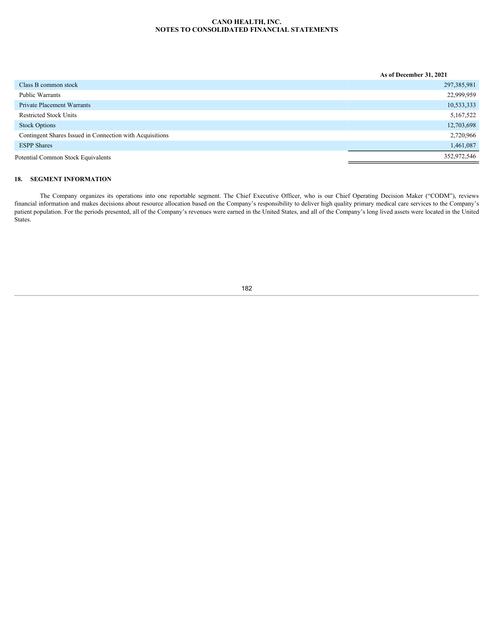 CANO HEALTH, INC.
NOTES TO CONSOLIDATED FINANCIAL STATEMENTS
As of December 31, 2021
Class B common stock 297,385,981
Public Warrants 22,999,959
Private Placement Warrants 10,533,333
Restricted Stock Units 5,167,522
Stock Options 12,703,698
Contingent Shares Issued in Connection with Acquisitions 2,720,966
ESPP Shares 1,461,087
Potential Common Stock Equivalents 352,972,546
18. SEGMENT INFORMATION
The Company organizes its operations into one reportable segment. The Chief Executive Officer, who is our Chief Operating Decision Maker (“CODM”), reviews
financial information and makes decisions about resource allocation based on the Company’s responsibility to deliver high quality primary medical care services to the Company’s
patient population. For the periods presented, all of the Company’s revenues were earned in the United States, and all of the Company’s long lived assets were located in the United
States.
182